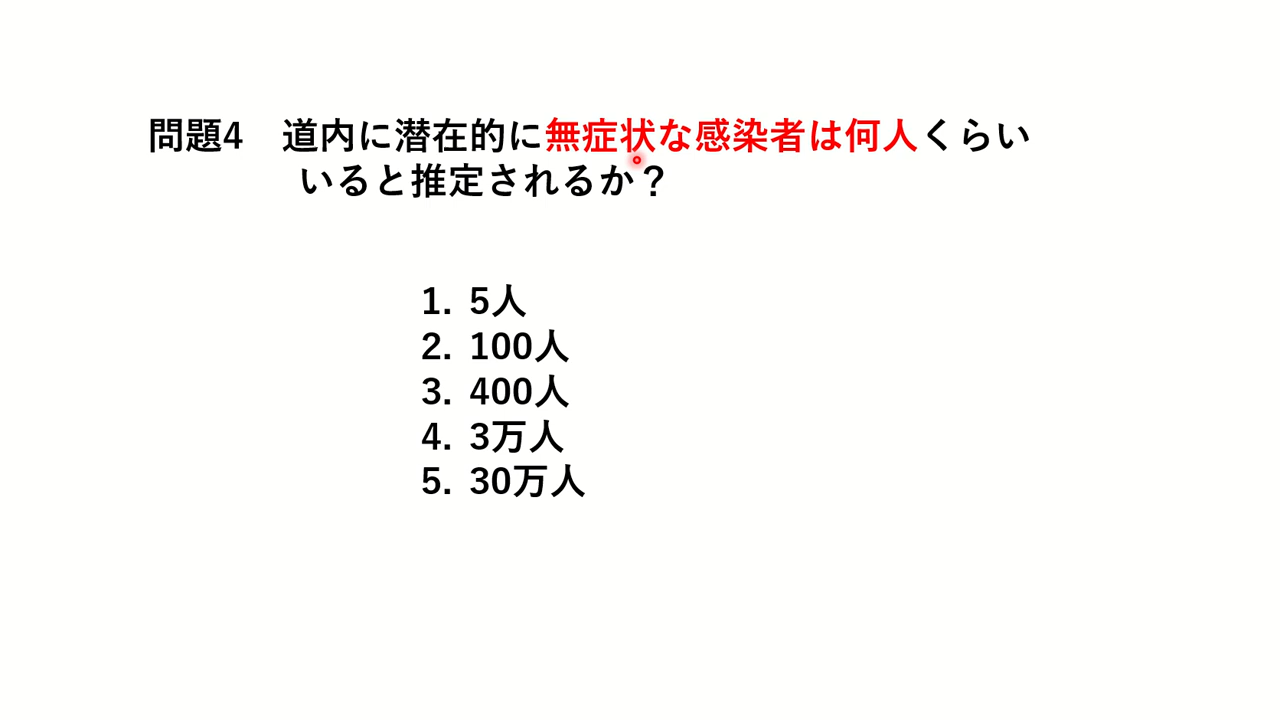 問題4　道内に潜在的に無症状な感染者は何人くらい
いると推定されるか？
1. 5人
2. 100人
3. 400人
4. 3万人
5. 30万人